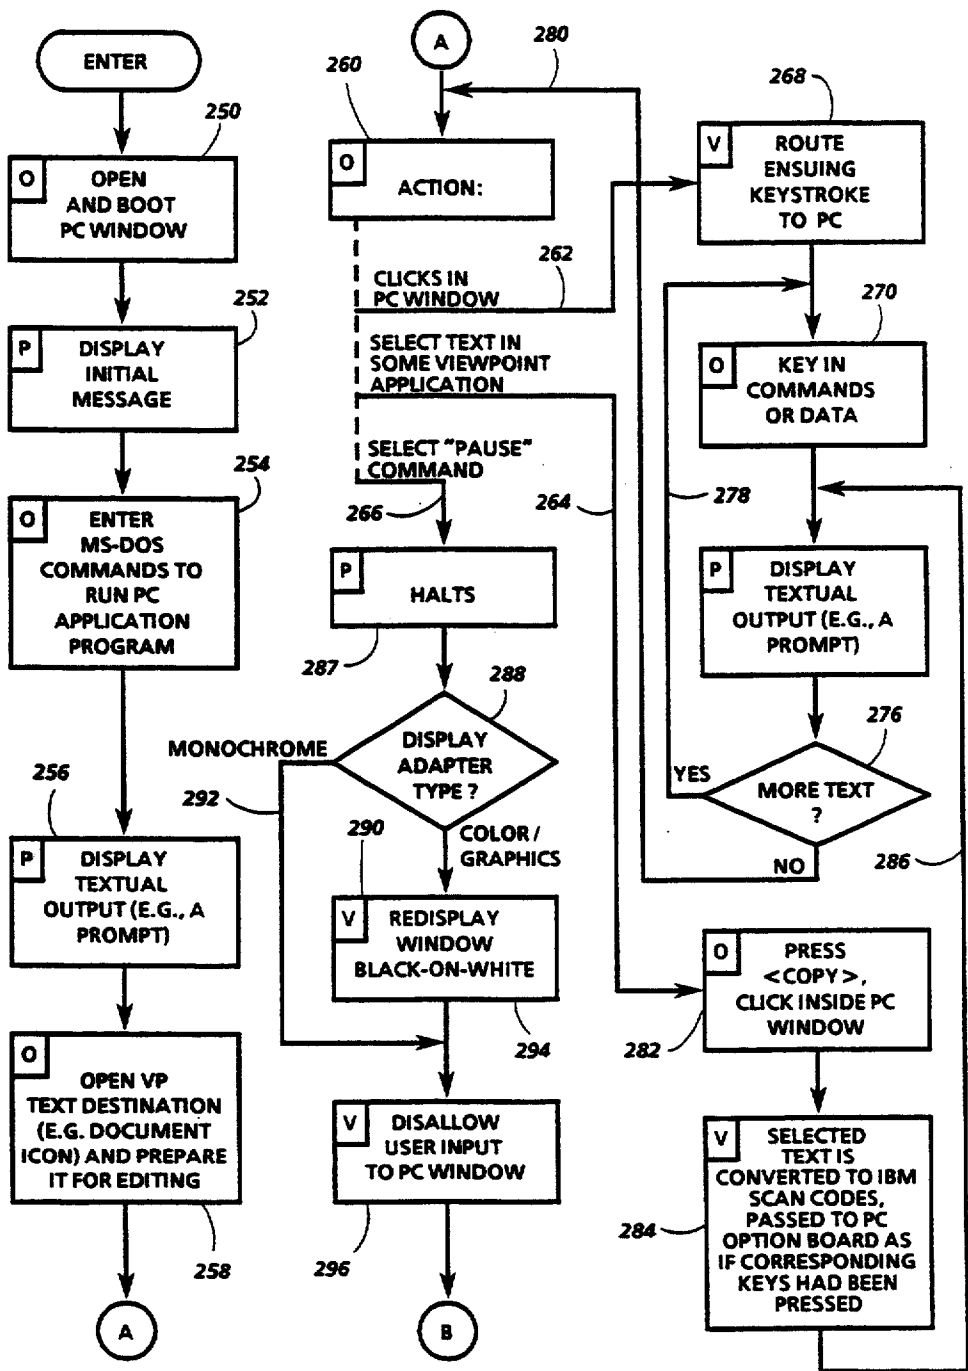 ENTER
250
O
OPEN
AND BOOT
PC WINDOW
252
P
DISPLAY
INITIAL
MESSAGE
254
O
ENTER
MS-DOS
COMMANDS TO
RUN PC
APPLICATION
PROGRAM
256
P
DISPLAY
TEXTUAL
OUTPUT (E.G., A
PROMPT)
O
OPEN VP
TEXT DESTINATION
(E.G. DOCUMENT
ICON) AND PREPARE
IT FOR EDITING
258
A
A
280
260
O
ACTION:
262
CLICKS IN
PC WINDOW
SELECT TEXT IN
SOME VIEWPOINT
APPLICATION
SELECT "PAUSE"
COMMAND
266
264
P
HALTS
287
288
DISPLAY
ADAPTER
TYPE ?
MONOCHROME
292
COLOR /
GRAPHICS
290
V
REDISPLAY
WINDOW
BLACK-ON-WHITE
294
V
DISALLOW
USER INPUT
TO PC WINDOW
296
B
268
V
ROUTE
ENSUING
KEYSTROKE
TO PC
270
O
KEY IN
COMMANDS
OR DATA
278
P
DISPLAY
TEXTUAL
OUTPUT (E.G., A
PROMPT)
276
YES
MORE TEXT
?
NO
286
O
PRESS
<COPY>,
CLICK INSIDE PC
WINDOW
282
V
SELECTED
TEXT IS
CONVERTED TO IBM
SCAN CODES,
PASSED TO PC
OPTION BOARD AS
IF CORRESPONDING
KEYS HAD BEEN
PRESSED
284